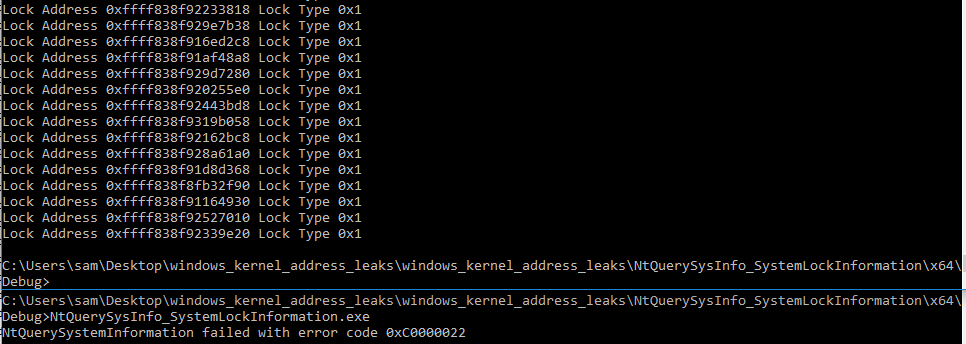 Lock Address 0xffff838f92233818 Lock Type 0x1
Lock Address 0xffff838f929e7b38 Lock Type 0x1
Lock Address 0xffff838f916ed2c8 Lock Type 0x1
Lock Address 0xffff838f91af48a8 Lock Type 0x1
Lock Address 0xffff838f929d7280 Lock Type 0x1
Lock Address 0xffff838f920255e0 Lock Type 0x1
Lock Address 0xffff838f92443bd8 Lock Type 0x1
Lock Address 0xffff838f9319b058 Lock Type 0x1
Lock Address 0xffff838f92162bc8 Lock Type 0x1
Lock Address 0xffff838f928a61a0 Lock Type 0x1
Lock Address 0xffff838f91d8d368 Lock Type 0x1
Lock Address 0xffff838f8fb32f90 Lock Type 0x1
Lock Address 0xffff838f91164930 Lock Type 0x1
Lock Address 0xffff838f92527010 Lock Type 0x1
Lock Address 0xffff838f92339e20 Lock Type 0x1
C:\Users\sam\Desktop\windows_kernel_address_leaks\windows_kernel_address_leaks\NtQuerySysInfo_SystemLockInformation\x64\
Debug>
C:\Users\sam\Desktop\windows_kernel_address_leaks\windows_kernel_address_leaks\NtQuerySysInfo_SystemLockInformation\x64\
Debug>NtQuerySysInfo_SystemLockInformation.exe
NtQuerySystemInformation failed with error code 0xC0000022